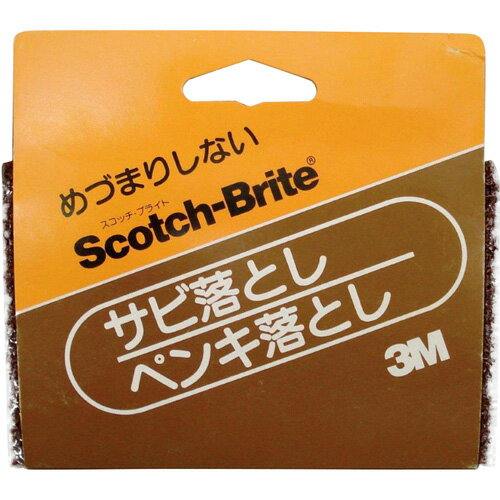 めづまりしない
スコッチ・ブライト
Scotch-Brite®
サビ落とし
ペンキ落とし
3M